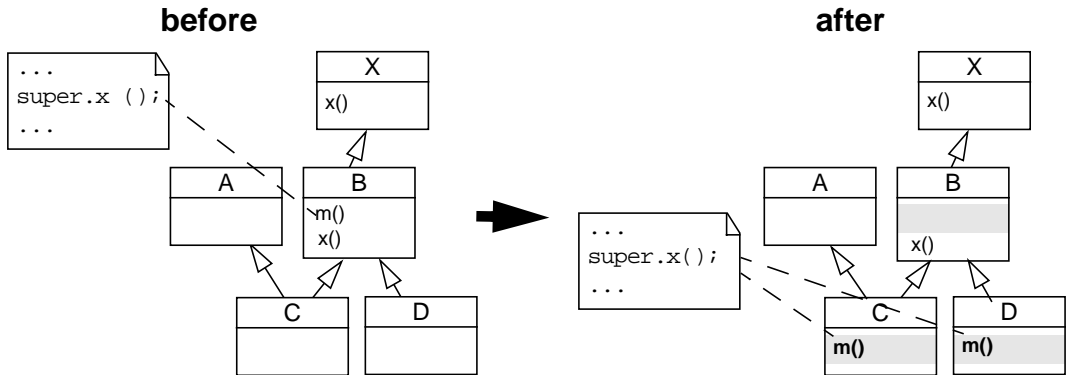 before
after
...
super.x ();
...
X
x()
A
B
m()
x()
C
D
X
x()
A
B
x()
...
super.x();
...
C
D
m()
m()